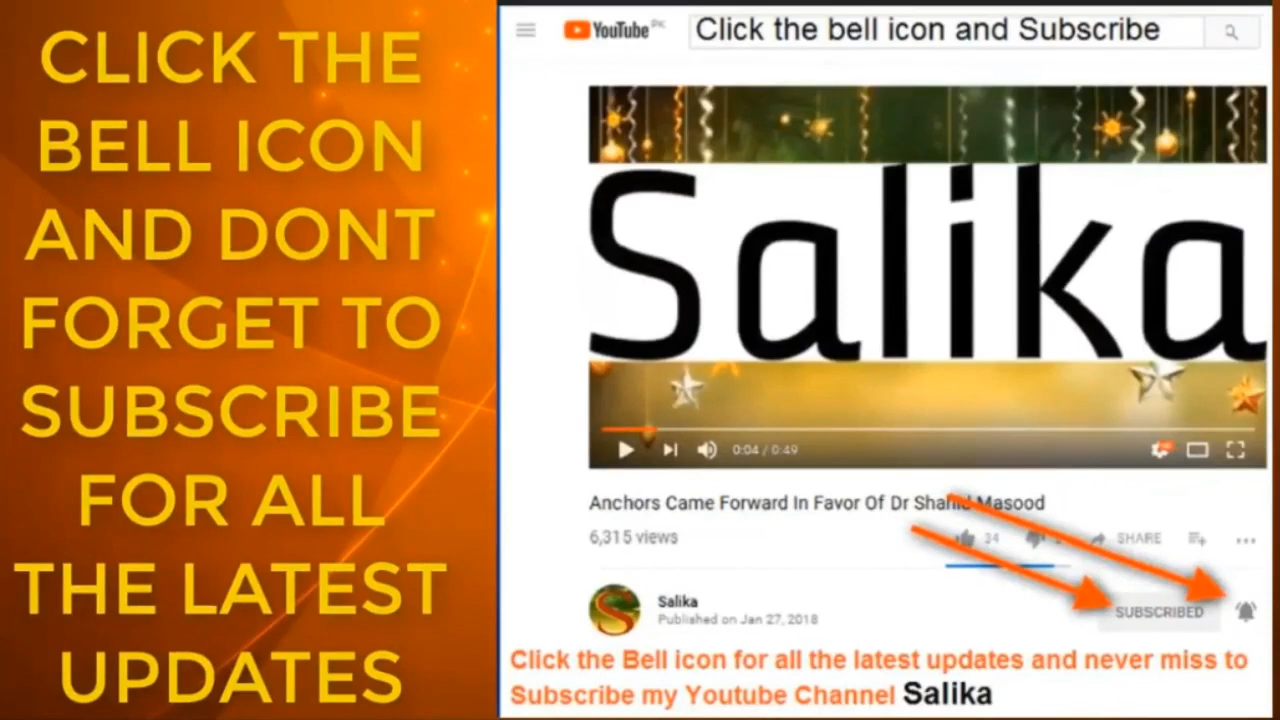 CLICK THE
BELL ICON
AND DONT
FORGET TO
SUBSCRIBE
FOR ALL
THE LATEST
UPDATES
YouTube PK
Click the bell icon and Subscribe
Salika
0:04 / 0:49
Anchors Came Forward In Favor Of Dr Shahid Masood
6,315 views
34
SHARE
Salika
Published on Jan 27, 2018
SUBSCRIBED
Click the Bell icon for all the latest updates and never miss to
Subscribe my Youtube Channel Salika